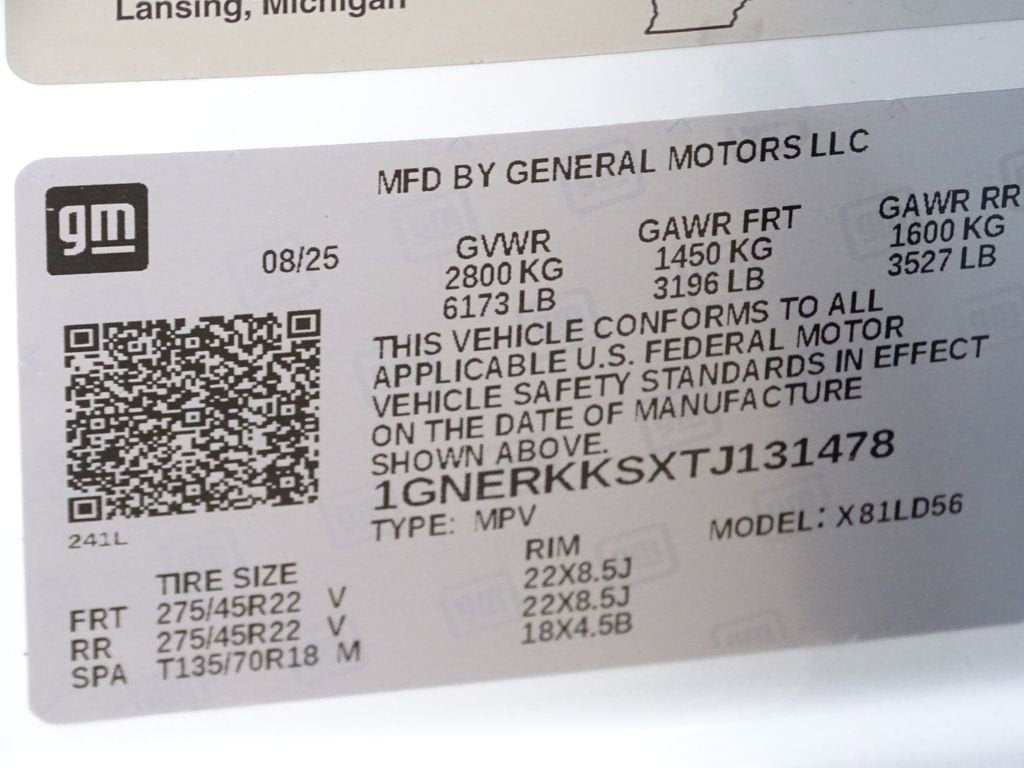 Lansing, Michigan
MFD BY GENERAL MOTORS LLC
gm
08/25
GVWR GAWR FRT GAWR RR
2800 KG 1450 KG 1600 KG
6173 LB 3196 LB 3527 LB
THIS VEHICLE CONFORMS TO ALL
APPLICABLE U.S. FEDERAL MOTOR
VEHICLE SAFETY STANDARDS IN EFFECT
ON THE DATE OF MANUFACTURE
SHOWN ABOVE.
1GNERKKSXTJ131478
TYPE: MPV MODEL: X81LD56
241L
TIRE SIZE RIM
FRT 275/45R22 V 22X8.5J
RR 275/45R22 V 22X8.5J
SPA T135/70R18 M 18X4.5B